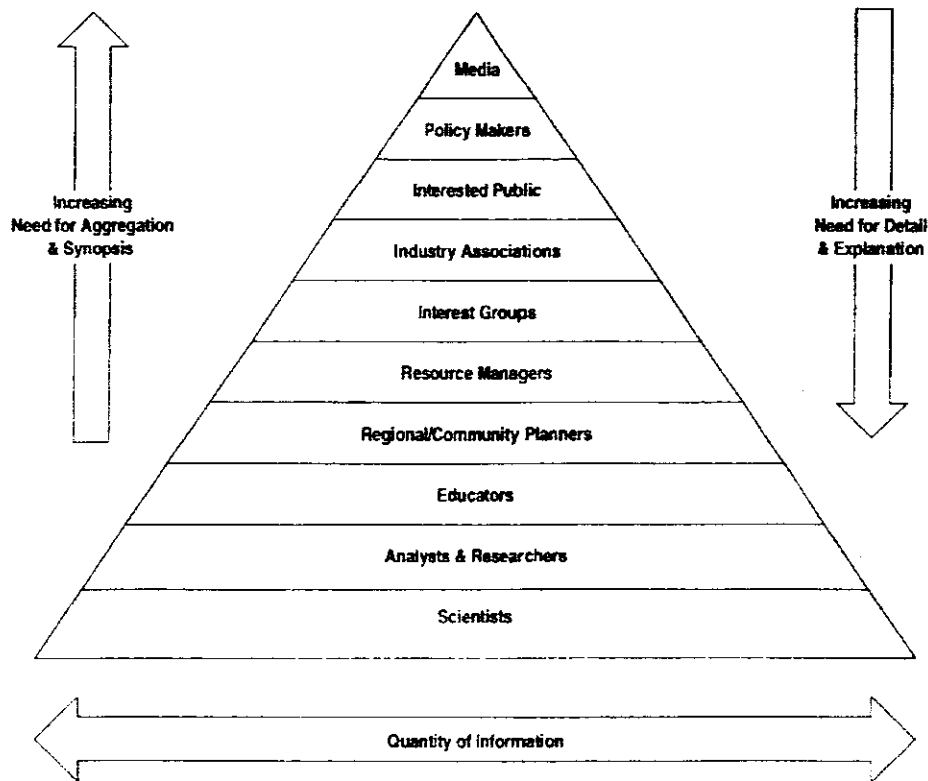 Media
Policy Makers
Interested Public
Increasing
Need for Aggregation
& Synopsis
Increasing
Need for Detail
& Explanation
Industry Associations
Interest Groups
Resource Managers
Regional/Community Planners
Educators
Analysts & Researchers
Scientists
Quantity of Information